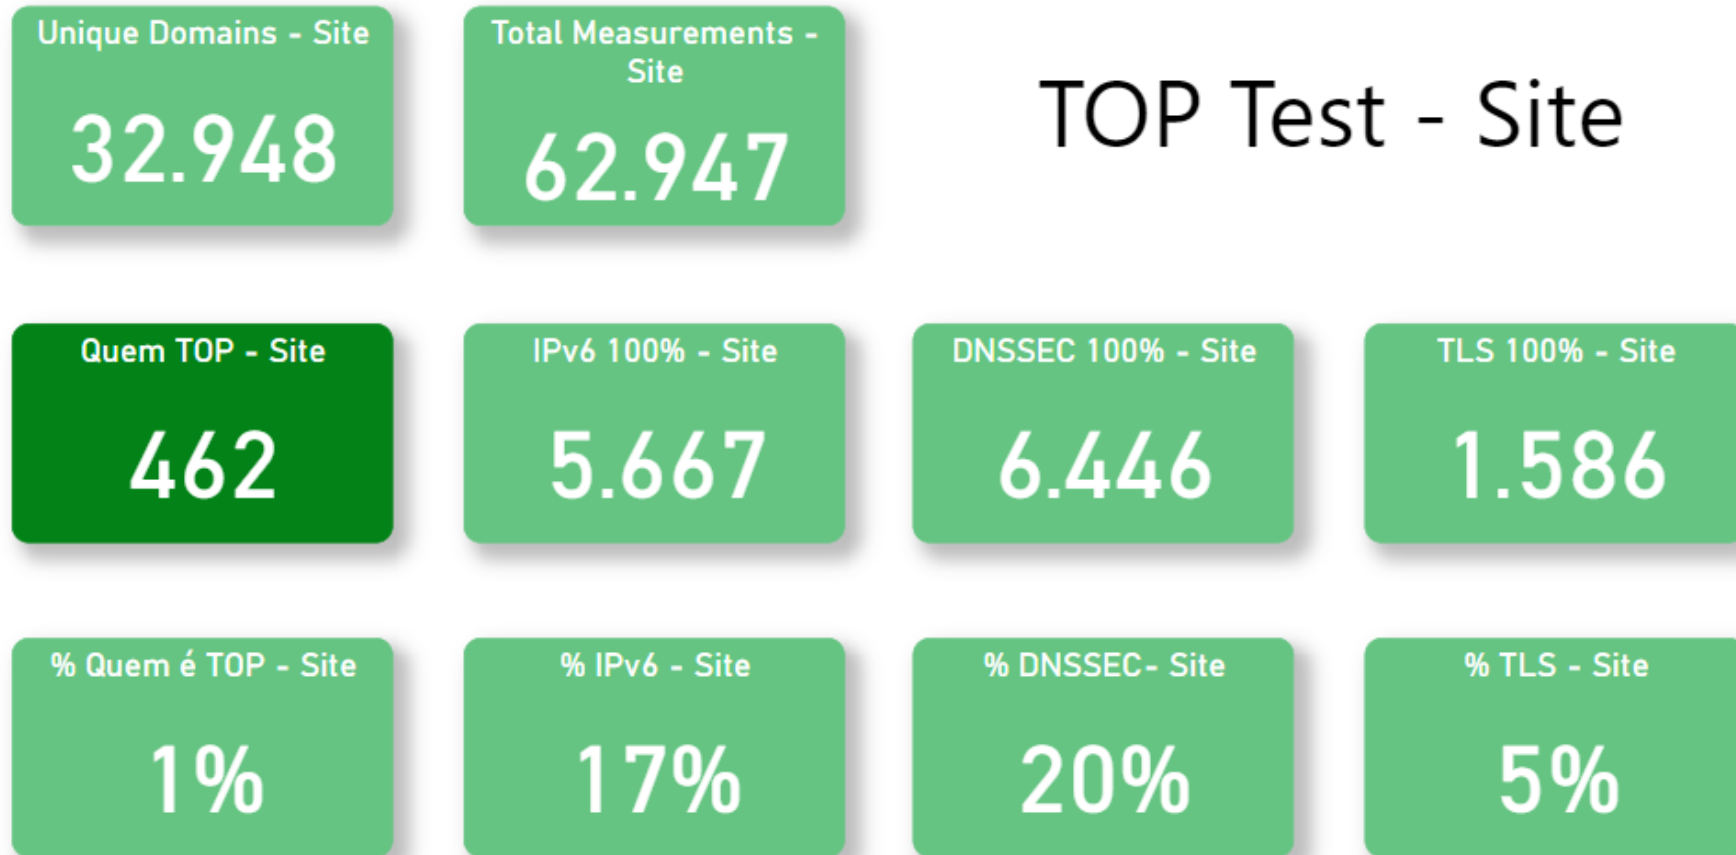 Unique Domains - Site
32.948
Total Measurements -
Site
62.947
TOP Test - Site
Quem TOP - Site
462
IPv6 100% - Site
5.667
DNSSEC 100% - Site
6.446
TLS 100% - Site
1.586
% Quem é TOP - Site
1%
% IPv6 - Site
17%
% DNSSEC- Site
20%
% TLS - Site
5%